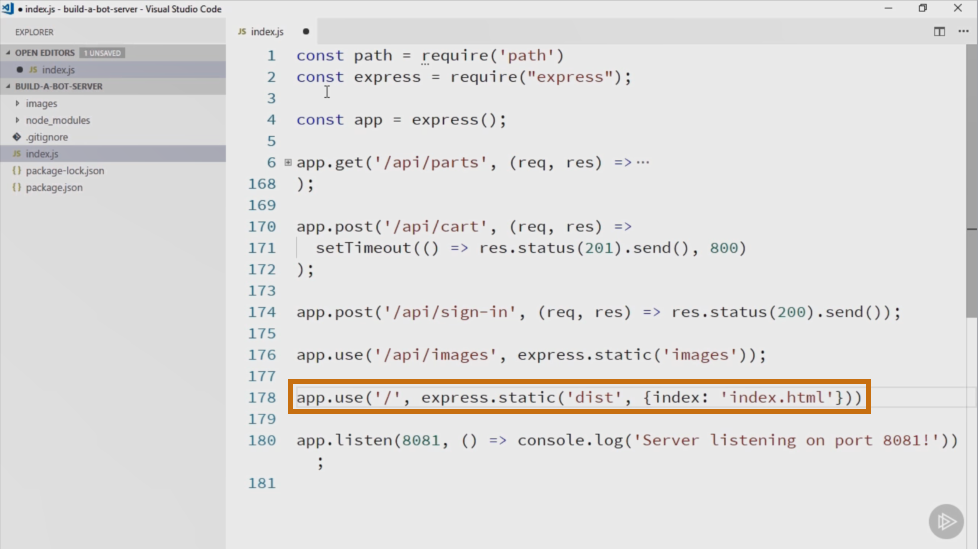 index.js - build-a-bot-server - Visual Studio Code
EXPLORER
OPEN EDITORS 1 UNSAVED
JS index.js
BUILD-A-BOT-SERVER
images
node_modules
.gitignore
JS index.js
{} package-lock.json
{} package.json
JS index.js
1 const path = require('path')
2 const express = require("express");
3
4 const app = express();
5
6 app.get('/api/parts', (req, res) => ...
168 );
169
170 app.post('/api/cart', (req, res) =>
171 setTimeout(() => res.status(201).send(), 800)
172 );
173
174 app.post('/api/sign-in', (req, res) => res.status(200).send());
175
176 app.use('/api/images', express.static('images'));
177
178 app.use('/', express.static('dist', {index: 'index.html'}))
179
180 app.listen(8081, () => console.log('Server listening on port 8081!'))
;
181